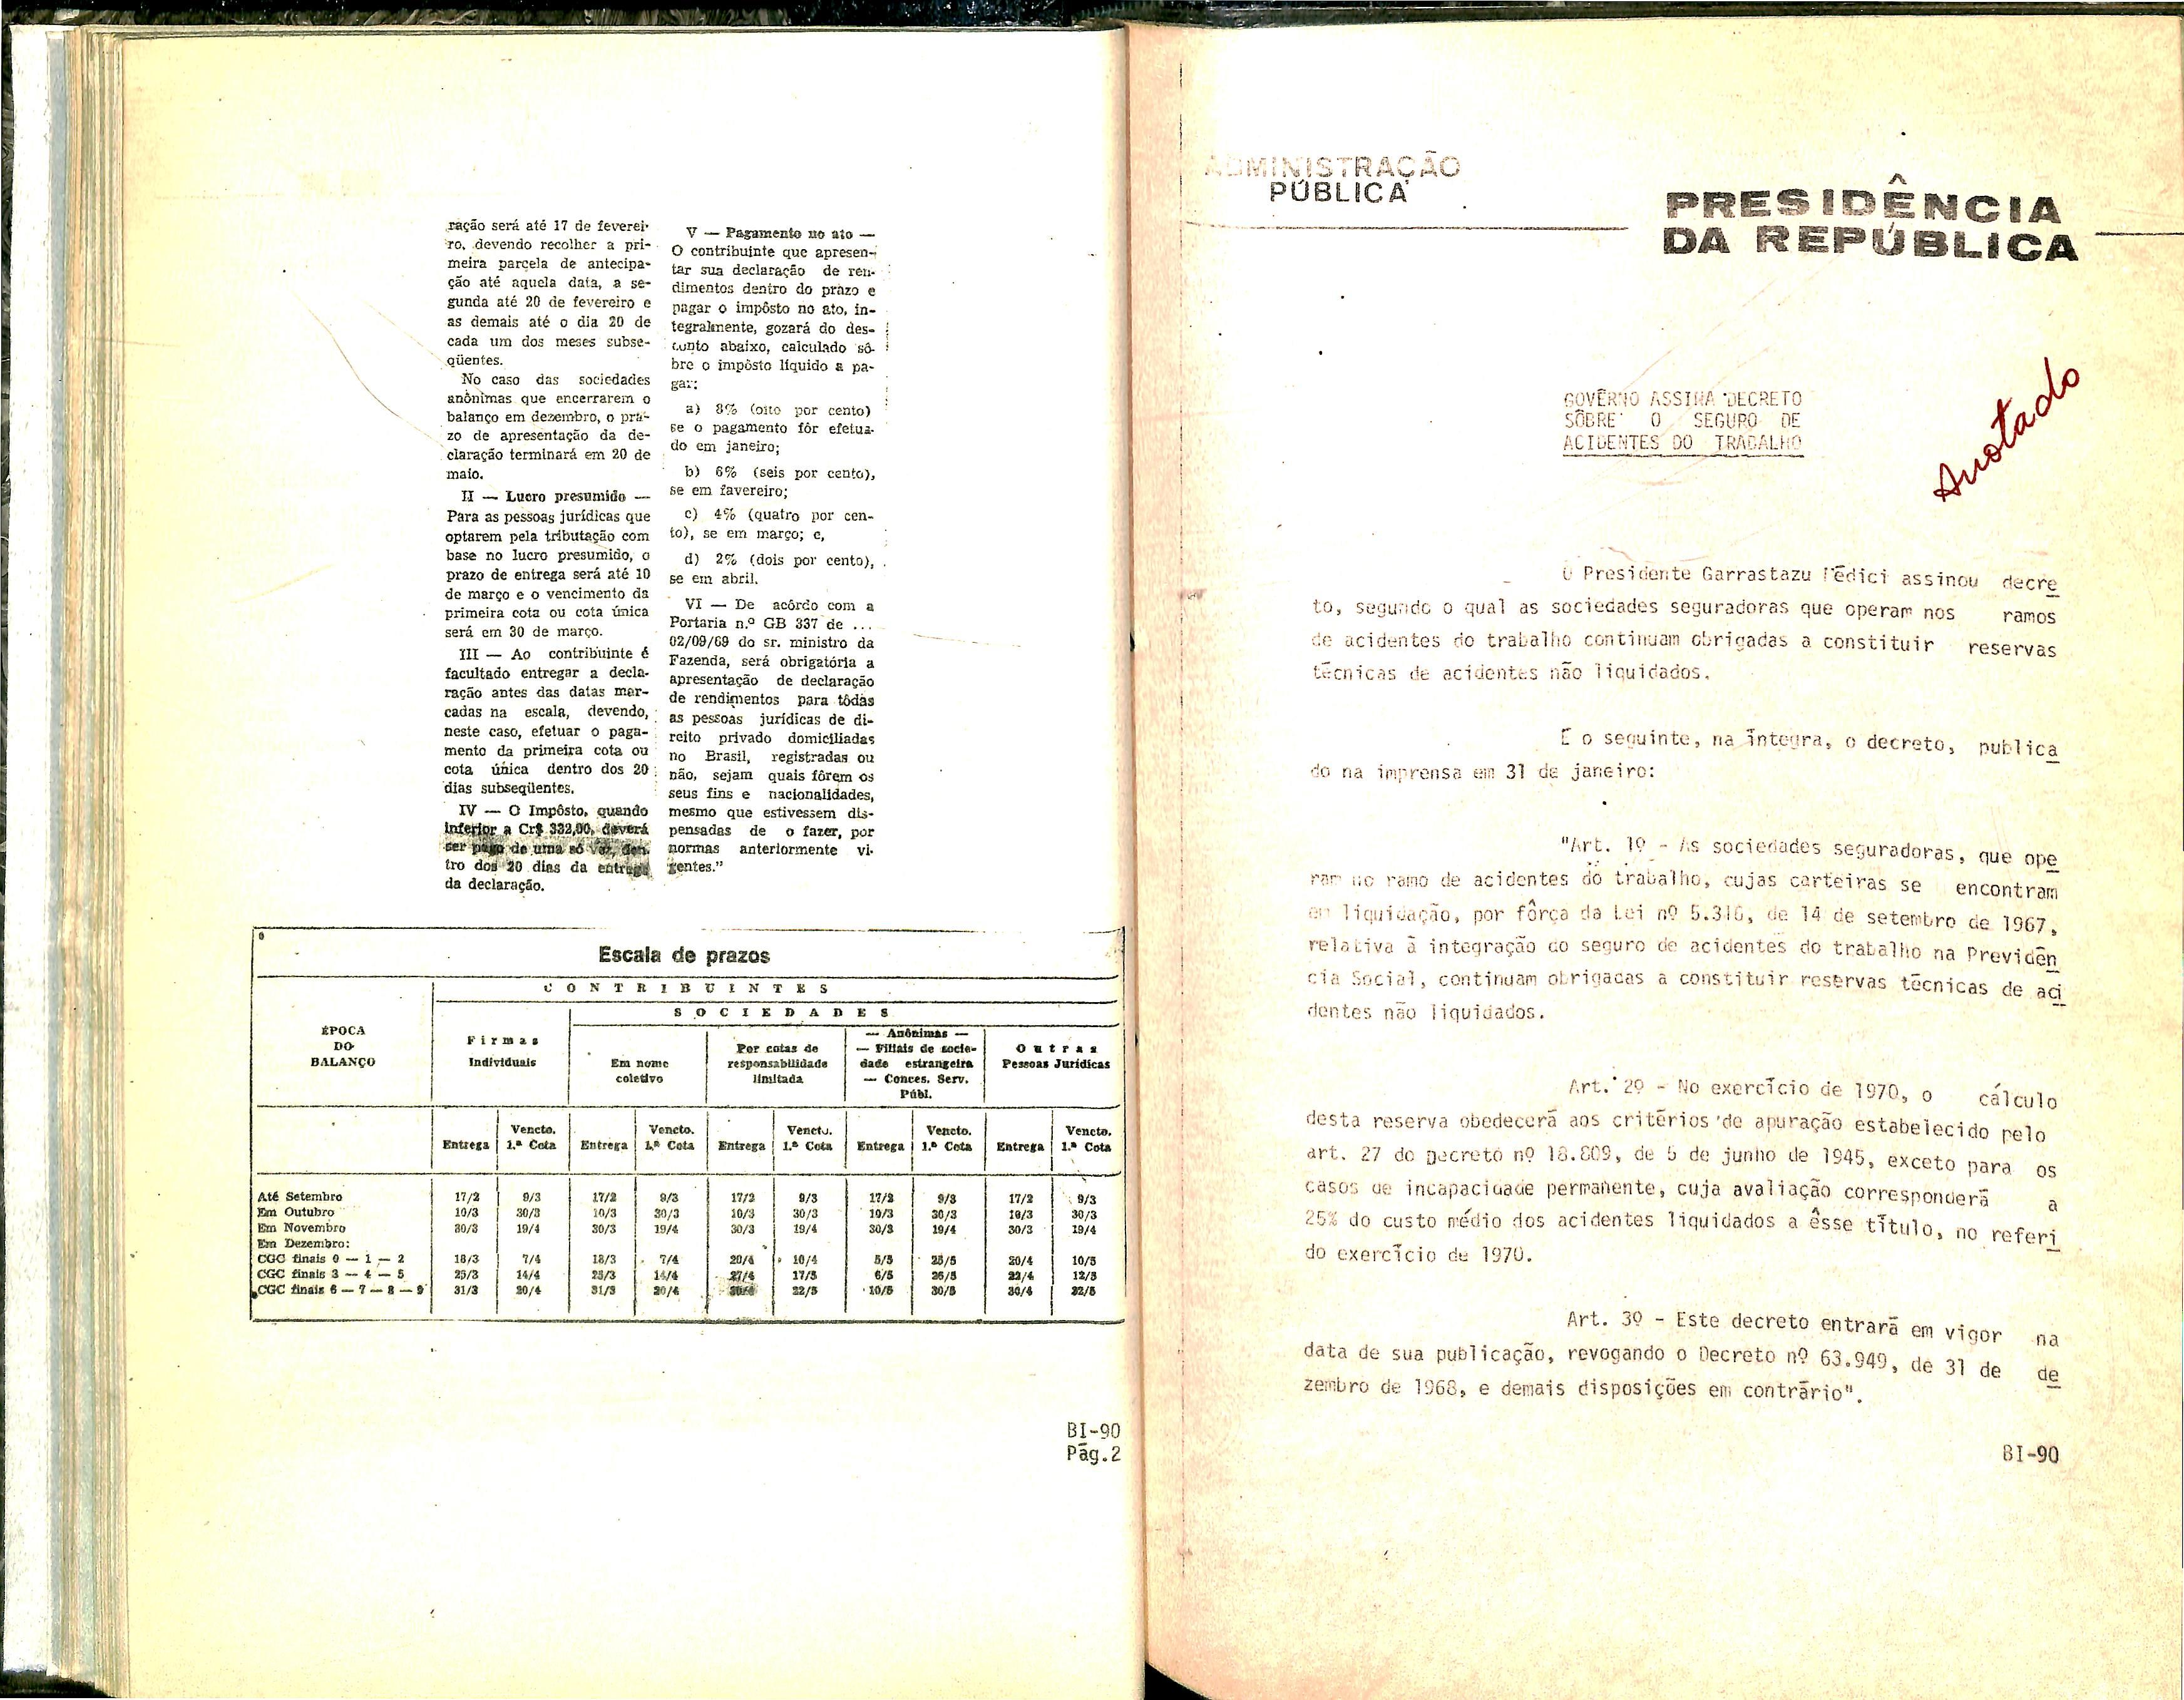 ração será até 17 de feverei-
ro, devendo recolher a pri-
meira parcela de antecipa-
ção até aquela data, a se-
gunda até 20 de fevereiro e
as demais até o dia 20 de
cada um dos meses subse-
qüentes.
No caso das sociedades
anônimas que encerrarem o
balanço em dezembro, o pra-
zo de apresentação da de-
claração terminará em 20 de
maio.
II — Lucro presumido —
Para as pessoas jurídicas que
optarem pela tributação com
base no lucro presumido, o
prazo de entrega será até 10
de março e o vencimento da
primeira cota ou cota única
será em 30 de março.
III — Ao contribuinte é
facultado entregar a decla-
ração antes das datas mar-
cadas na escala, devendo,
neste caso, efetuar o paga-
mento da primeira cota ou
cota única dentro dos 20
dias subseqüentes.
IV — O Impôsto, quando
inferior a Cr$ 332,00, deverá
ser pago de uma só vez, den-
tro dos 20 dias da entrega
da declaração.
V — Pagamento no ato —
O contribuinte que apresen-
tar sua declaração de ren-
dimentos dentro do prazo e
pagar o impôsto no ato, in-
tegralmente, gozará do des-
conto abaixo, calculado sô-
bre o impôsto líquido a pa-
gar:
a) 8% (oito por cento)
se o pagamento fôr efetua-
do em janeiro;
b) 6% (seis por cento),
se em favereiro;
c) 4% (quatro por cen-
to), se em março; e,
d) 2% (dois por cento),
se em abril.
VI — De acôrdo com a
Portaria n.º GB 337 de ...
02/09/69 do sr. ministro da
Fazenda, será obrigatória a
apresentação de declaração
de rendimentos para tôdas
as pessoas jurídicas de di-
reito privado domiciliadas
no Brasil, registradas ou
não, sejam quais fôrem os
seus fins e nacionalidades,
mesmo que estivessem dis-
pensadas de o fazer, por
normas anteriormente vi-
gentes."
Escala de prazos
CONTRIBUINTES
SOCIEDADES
ÉPOCA DO BALANÇO
Firmas Individuais
Em nome coletivo
Por cotas de responsabilidade limitada
— Anônimas — — Filiais de socie-dade estrangeira — Conces. Serv. Públ.
Outras Pessoas Jurídicas
Entrega Vencto. 1.ª Cota Entrega Vencto. 1.ª Cota Entrega Vencto. 1.ª Cota Entrega Vencto. 1.ª Cota Entrega Vencto. 1.ª Cota
Até Setembro 17/2 9/3 17/2 9/3 17/2 9/3 17/2 9/3 17/2 9/3
Em Outubro 10/3 30/3 10/3 30/3 10/3 30/3 10/3 30/3 10/3 30/3
Em Novembro 30/3 19/4 30/3 19/4 30/3 19/4 30/3 19/4 30/3 19/4
Em Dezembro:
CGC finais 0 — 1 — 2 18/3 7/4 18/3 7/4 20/4 10/4 5/5 25/5 20/4 10/5
CGC finais 3 — 4 — 5 25/3 14/4 25/3 14/4 27/4 17/5 6/5 26/5 22/4 12/5
CGC finais 6 — 7 — 8 — 9 31/3 20/4 31/3 20/4 22/5 10/5 30/5 30/4 22/5
BI-90
Pág.2
ADMINISTRAÇÃO
PÚBLICA
PRESIDÊNCIA
DA REPÚBLICA
GOVÊRNO ASSINA DECRETO
SÔBRE O SEGURO DE
ACIDENTES DO TRABALHO
Anotado
O Presidente Garrastazu Médici assinou decre
to, segundo o qual as sociedades seguradoras que operam nos ramos
de acidentes do trabalho continuam obrigadas a constituir reservas
técnicas de acidentes não liquidados.
E o seguinte, na íntegra, o decreto, publica
do na imprensa em 31 de janeiro:
"Art. 1º - As sociedades seguradoras, que ope
ram no ramo de acidentes do trabalho, cujas carteiras se encontram
em liquidação, por fôrça da Lei nº 5.316, de 14 de setembro de 1967,
relativa à integração do seguro de acidentes do trabalho na Previdên
cia Social, continuam obrigadas a constituir reservas técnicas de aci
dentes não liquidados.
Art. 2º - No exercício de 1970, o cálculo
desta reserva obedecerá aos critérios de apuração estabelecido pelo
art. 27 do Decreto nº 18.809, de 5 de junho de 1945, exceto para os
casos de incapacidade permanente, cuja avaliação corresponderá a
25% do custo médio dos acidentes liquidados a êsse título, no referi
do exercício de 1970.
Art. 3º - Este decreto entrará em vigor na
data de sua publicação, revogando o Decreto nº 63.949, de 31 de de
zembro de 1968, e demais disposições em contrário".
BI-90